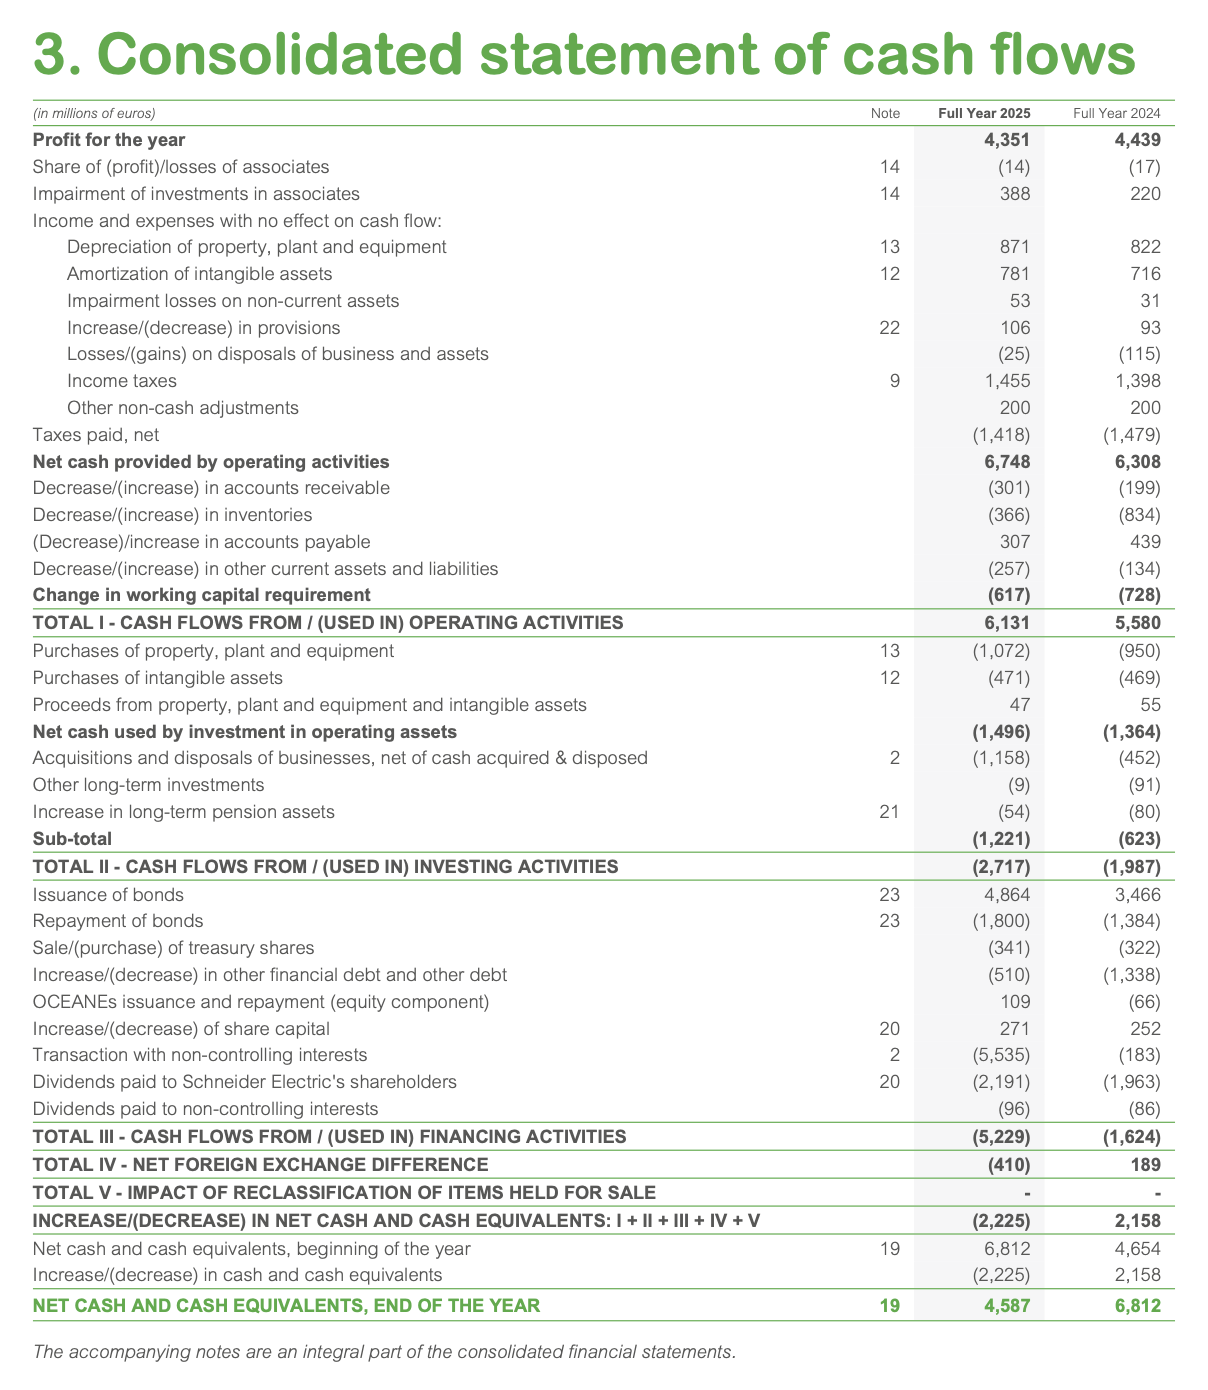 3. Consolidated statement of cash flows
(in millions of euros) Note Full Year 2025 Full Year 2024
Profit for the year 4,351 4,439
Share of (profit)/losses of associates 14 (14) (17)
Impairment of investments in associates 14 388 220
Income and expenses with no effect on cash flow:
Depreciation of property, plant and equipment 13 871 822
Amortization of intangible assets 12 781 716
Impairment losses on non-current assets 53 31
Increase/(decrease) in provisions 22 106 93
Losses/(gains) on disposals of business and assets (25) (115)
Income taxes 9 1,455 1,398
Other non-cash adjustments 200 200
Taxes paid, net (1,418) (1,479)
Net cash provided by operating activities 6,748 6,308
Decrease/(increase) in accounts receivable (301) (199)
Decrease/(increase) in inventories (366) (834)
(Decrease)/increase in accounts payable 307 439
Decrease/(increase) in other current assets and liabilities (257) (134)
Change in working capital requirement (617) (728)
TOTAL I - CASH FLOWS FROM / (USED IN) OPERATING ACTIVITIES 6,131 5,580
Purchases of property, plant and equipment 13 (1,072) (950)
Purchases of intangible assets 12 (471) (469)
Proceeds from property, plant and equipment and intangible assets 47 55
Net cash used by investment in operating assets (1,496) (1,364)
Acquisitions and disposals of businesses, net of cash acquired & disposed 2 (1,158) (452)
Other long-term investments (9) (91)
Increase in long-term pension assets 21 (54) (80)
Sub-total (1,221) (623)
TOTAL II - CASH FLOWS FROM / (USED IN) INVESTING ACTIVITIES (2,717) (1,987)
Issuance of bonds 23 4,864 3,466
Repayment of bonds 23 (1,800) (1,384)
Sale/(purchase) of treasury shares (341) (322)
Increase/(decrease) in other financial debt and other debt (510) (1,338)
OCEANEs issuance and repayment (equity component) 109 (66)
Increase/(decrease) of share capital 20 271 252
Transaction with non-controlling interests 2 (5,535) (183)
Dividends paid to Schneider Electric's shareholders 20 (2,191) (1,963)
Dividends paid to non-controlling interests (96) (86)
TOTAL III - CASH FLOWS FROM / (USED IN) FINANCING ACTIVITIES (5,229) (1,624)
TOTAL IV - NET FOREIGN EXCHANGE DIFFERENCE (410) 189
TOTAL V - IMPACT OF RECLASSIFICATION OF ITEMS HELD FOR SALE - -
INCREASE/(DECREASE) IN NET CASH AND CASH EQUIVALENTS: I + II + III + IV + V (2,225) 2,158
Net cash and cash equivalents, beginning of the year 19 6,812 4,654
Increase/(decrease) in cash and cash equivalents (2,225) 2,158
NET CASH AND CASH EQUIVALENTS, END OF THE YEAR 19 4,587 6,812
The accompanying notes are an integral part of the consolidated financial statements.